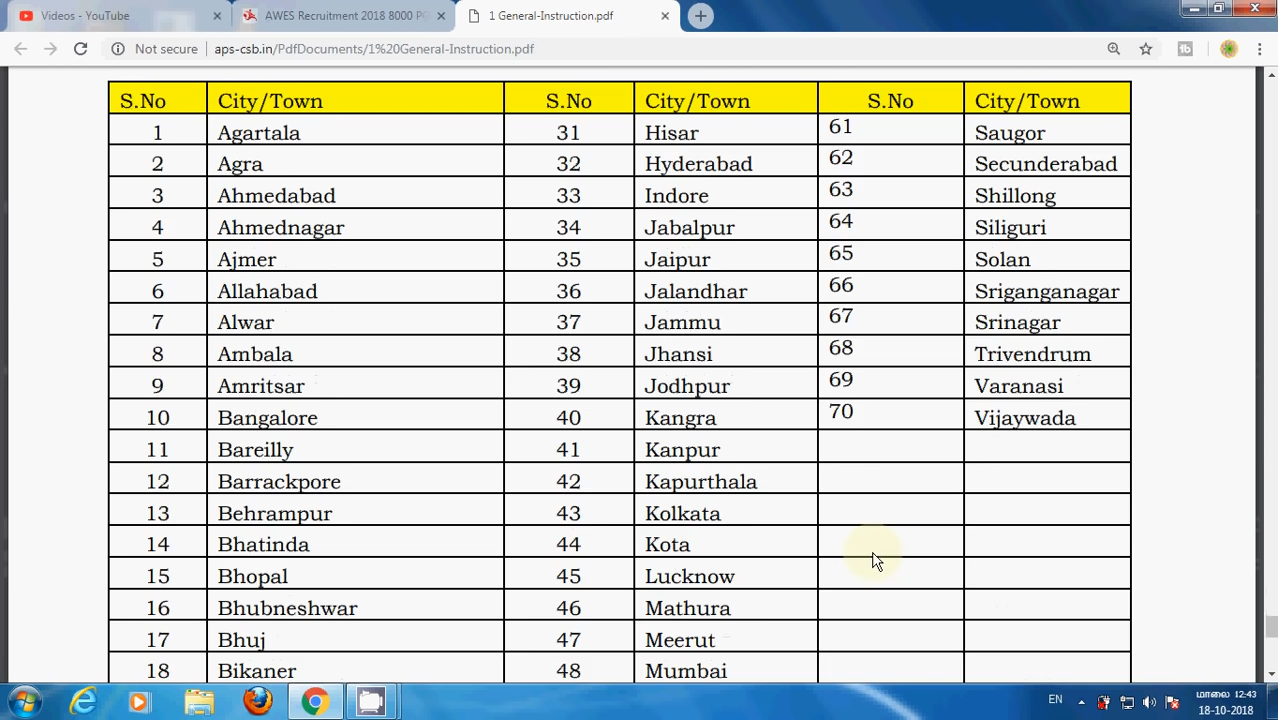 Videos - YouTube
AWES Recruitment 2018 8000 PG
1 General-Instruction.pdf
Not secure | aps-csb.in/PdfDocuments/1%20General-Instruction.pdf
S.No City/Town S.No City/Town S.No City/Town
1 Agartala 31 Hisar 61 Saugor
2 Agra 32 Hyderabad 62 Secunderabad
3 Ahmedabad 33 Indore 63 Shillong
4 Ahmednagar 34 Jabalpur 64 Siliguri
5 Ajmer 35 Jaipur 65 Solan
6 Allahabad 36 Jalandhar 66 Sriganganagar
7 Alwar 37 Jammu 67 Srinagar
8 Ambala 38 Jhansi 68 Trivendrum
9 Amritsar 39 Jodhpur 69 Varanasi
10 Bangalore 40 Kangra 70 Vijaywada
11 Bareilly 41 Kanpur
12 Barrackpore 42 Kapurthala
13 Behrampur 43 Kolkata
14 Bhatinda 44 Kota
15 Bhopal 45 Lucknow
16 Bhubneshwar 46 Mathura
17 Bhuj 47 Meerut
18 Bikaner 48 Mumbai
EN
மாலை 12:43
18-10-2018